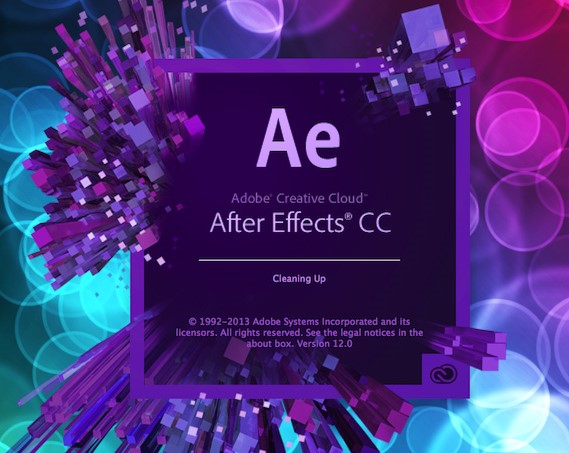 Ae
Adobe® Creative Cloud™
After Effects® CC
Cleaning Up
© 1992–2013 Adobe Systems Incorporated and its
licensors. All rights reserved. See the legal notices in the
about box. Version 12.0